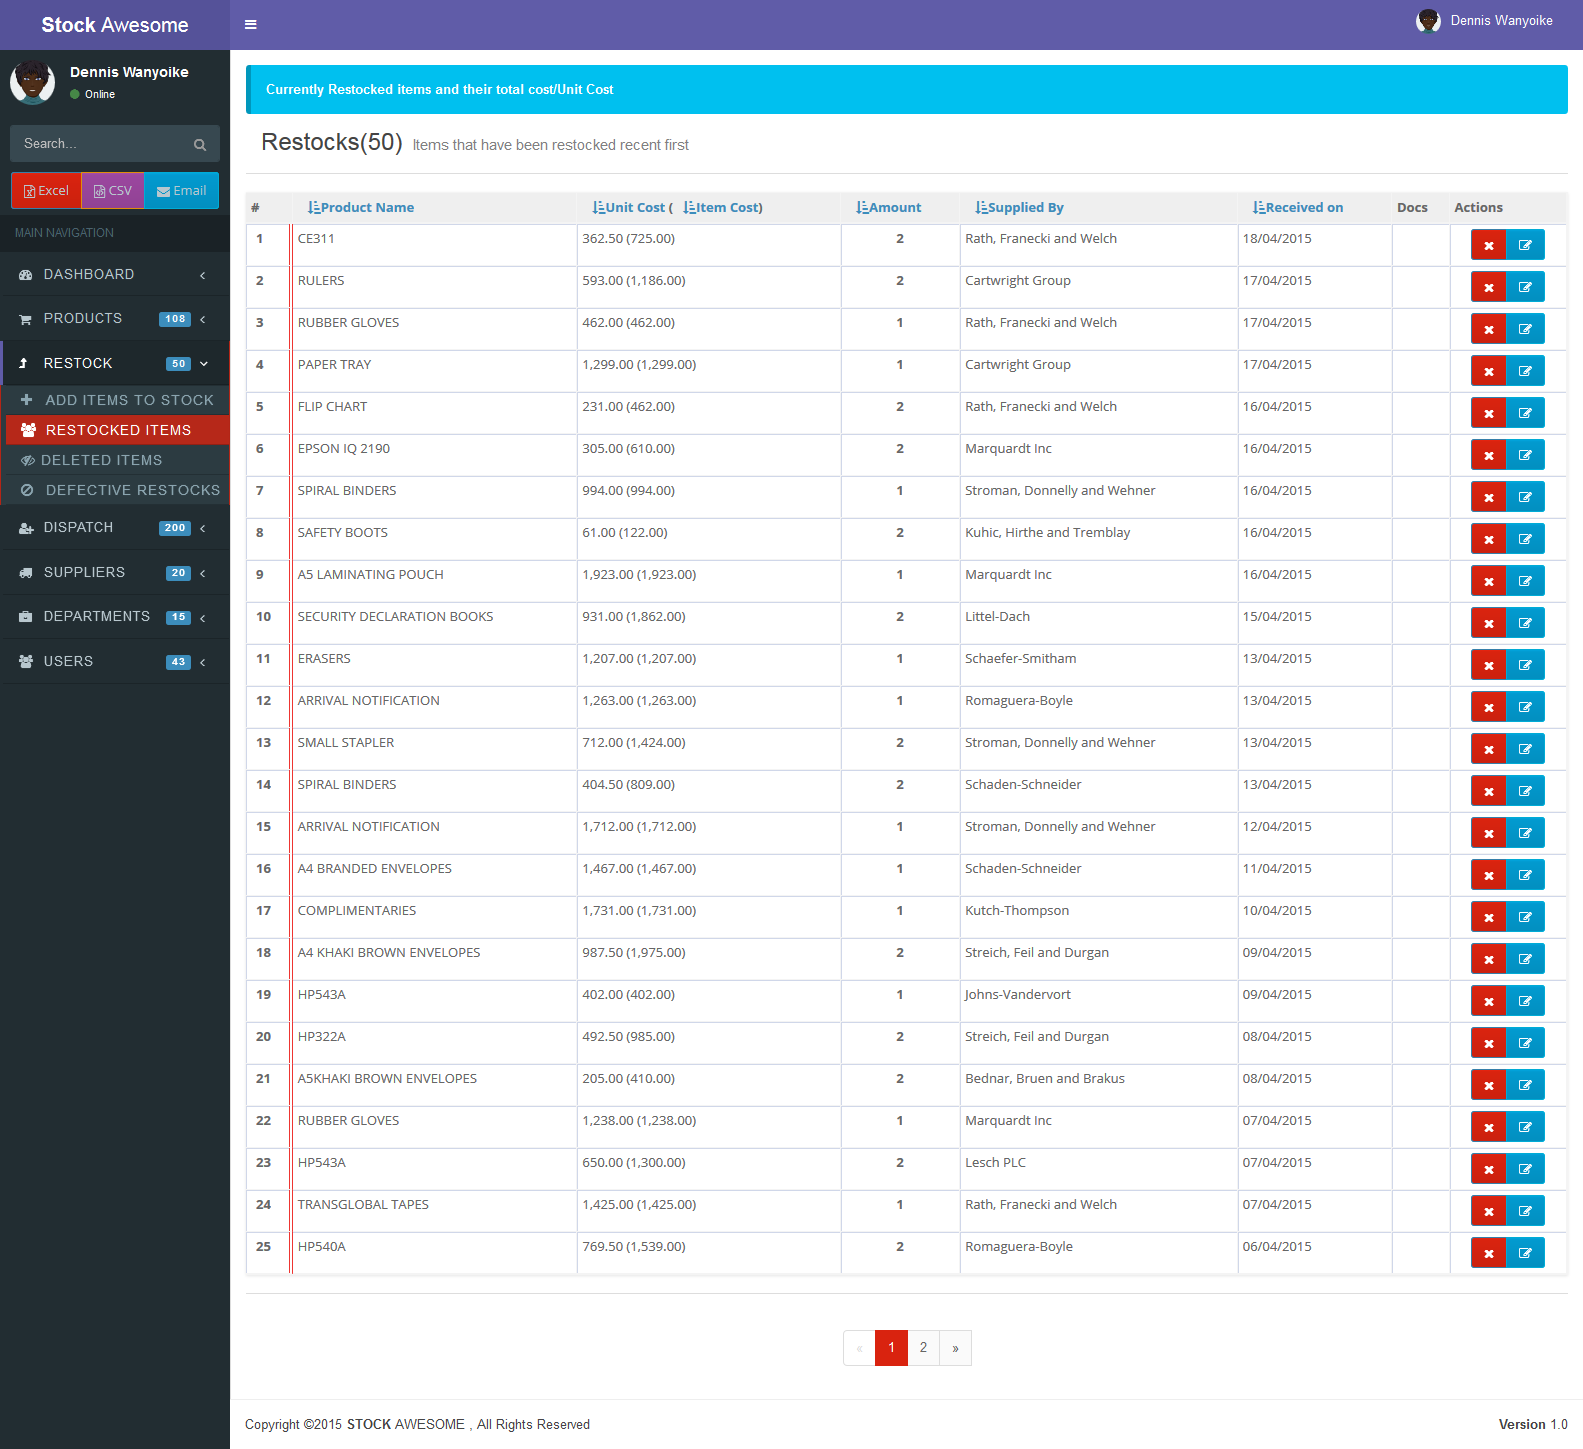 Stock Awesome
Dennis Wanyoike
Dennis Wanyoike
Online
Search...
Excel CSV Email
MAIN NAVIGATION
DASHBOARD
PRODUCTS 108
RESTOCK 50
ADD ITEMS TO STOCK
RESTOCKED ITEMS
DELETED ITEMS
DEFECTIVE RESTOCKS
DISPATCH 200
SUPPLIERS 20
DEPARTMENTS 15
USERS 43
Currently Restocked items and their total cost/Unit Cost
Restocks(50) Items that have been restocked recent first
# Product Name Unit Cost ( Item Cost) Amount Supplied By Received on Docs Actions
1 CE311 362.50 (725.00) 2 Rath, Franecki and Welch 18/04/2015
2 RULERS 593.00 (1,186.00) 2 Cartwright Group 17/04/2015
3 RUBBER GLOVES 462.00 (462.00) 1 Rath, Franecki and Welch 17/04/2015
4 PAPER TRAY 1,299.00 (1,299.00) 1 Cartwright Group 17/04/2015
5 FLIP CHART 231.00 (462.00) 2 Rath, Franecki and Welch 16/04/2015
6 EPSON IQ 2190 305.00 (610.00) 2 Marquardt Inc 16/04/2015
7 SPIRAL BINDERS 994.00 (994.00) 1 Stroman, Donnelly and Wehner 16/04/2015
8 SAFETY BOOTS 61.00 (122.00) 2 Kuhic, Hirthe and Tremblay 16/04/2015
9 A5 LAMINATING POUCH 1,923.00 (1,923.00) 1 Marquardt Inc 16/04/2015
10 SECURITY DECLARATION BOOKS 931.00 (1,862.00) 2 Littel-Dach 15/04/2015
11 ERASERS 1,207.00 (1,207.00) 1 Schaefer-Smitham 13/04/2015
12 ARRIVAL NOTIFICATION 1,263.00 (1,263.00) 1 Romaguera-Boyle 13/04/2015
13 SMALL STAPLER 712.00 (1,424.00) 2 Stroman, Donnelly and Wehner 13/04/2015
14 SPIRAL BINDERS 404.50 (809.00) 2 Schaden-Schneider 13/04/2015
15 ARRIVAL NOTIFICATION 1,712.00 (1,712.00) 1 Stroman, Donnelly and Wehner 12/04/2015
16 A4 BRANDED ENVELOPES 1,467.00 (1,467.00) 1 Schaden-Schneider 11/04/2015
17 COMPLIMENTARIES 1,731.00 (1,731.00) 1 Kutch-Thompson 10/04/2015
18 A4 KHAKI BROWN ENVELOPES 987.50 (1,975.00) 2 Streich, Feil and Durgan 09/04/2015
19 HP543A 402.00 (402.00) 1 Johns-Vandervort 09/04/2015
20 HP322A 492.50 (985.00) 2 Streich, Feil and Durgan 08/04/2015
21 A5KHAKI BROWN ENVELOPES 205.00 (410.00) 2 Bednar, Bruen and Brakus 08/04/2015
22 RUBBER GLOVES 1,238.00 (1,238.00) 1 Marquardt Inc 07/04/2015
23 HP543A 650.00 (1,300.00) 2 Lesch PLC 07/04/2015
24 TRANSGLOBAL TAPES 1,425.00 (1,425.00) 1 Rath, Franecki and Welch 07/04/2015
25 HP540A 769.50 (1,539.00) 2 Romaguera-Boyle 06/04/2015
« 1 2 »
Copyright ©2015 STOCK AWESOME , All Rights Reserved
Version 1.0